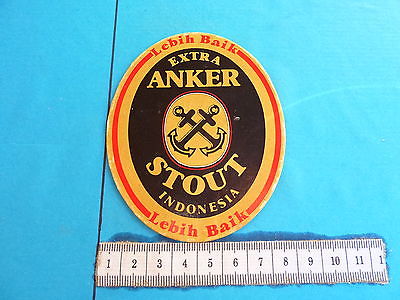 Lebih Baik
EXTRA
ANKER
STOUT
INDONESIA
Lebih Baik
1 2 3 4 5 6 7 8 9 10 11